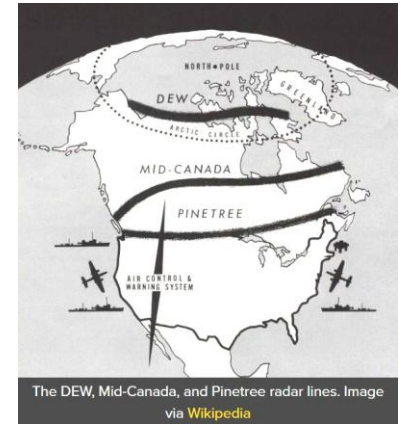 NORTH POLE
DEW
GREENLAND
ARCTIC CIRCLE
MID-CANADA
PINETREE
AIR CONTROL &
WARNING SYSTEM
The DEW, Mid-Canada, and Pinetree radar lines. Image
via Wikipedia